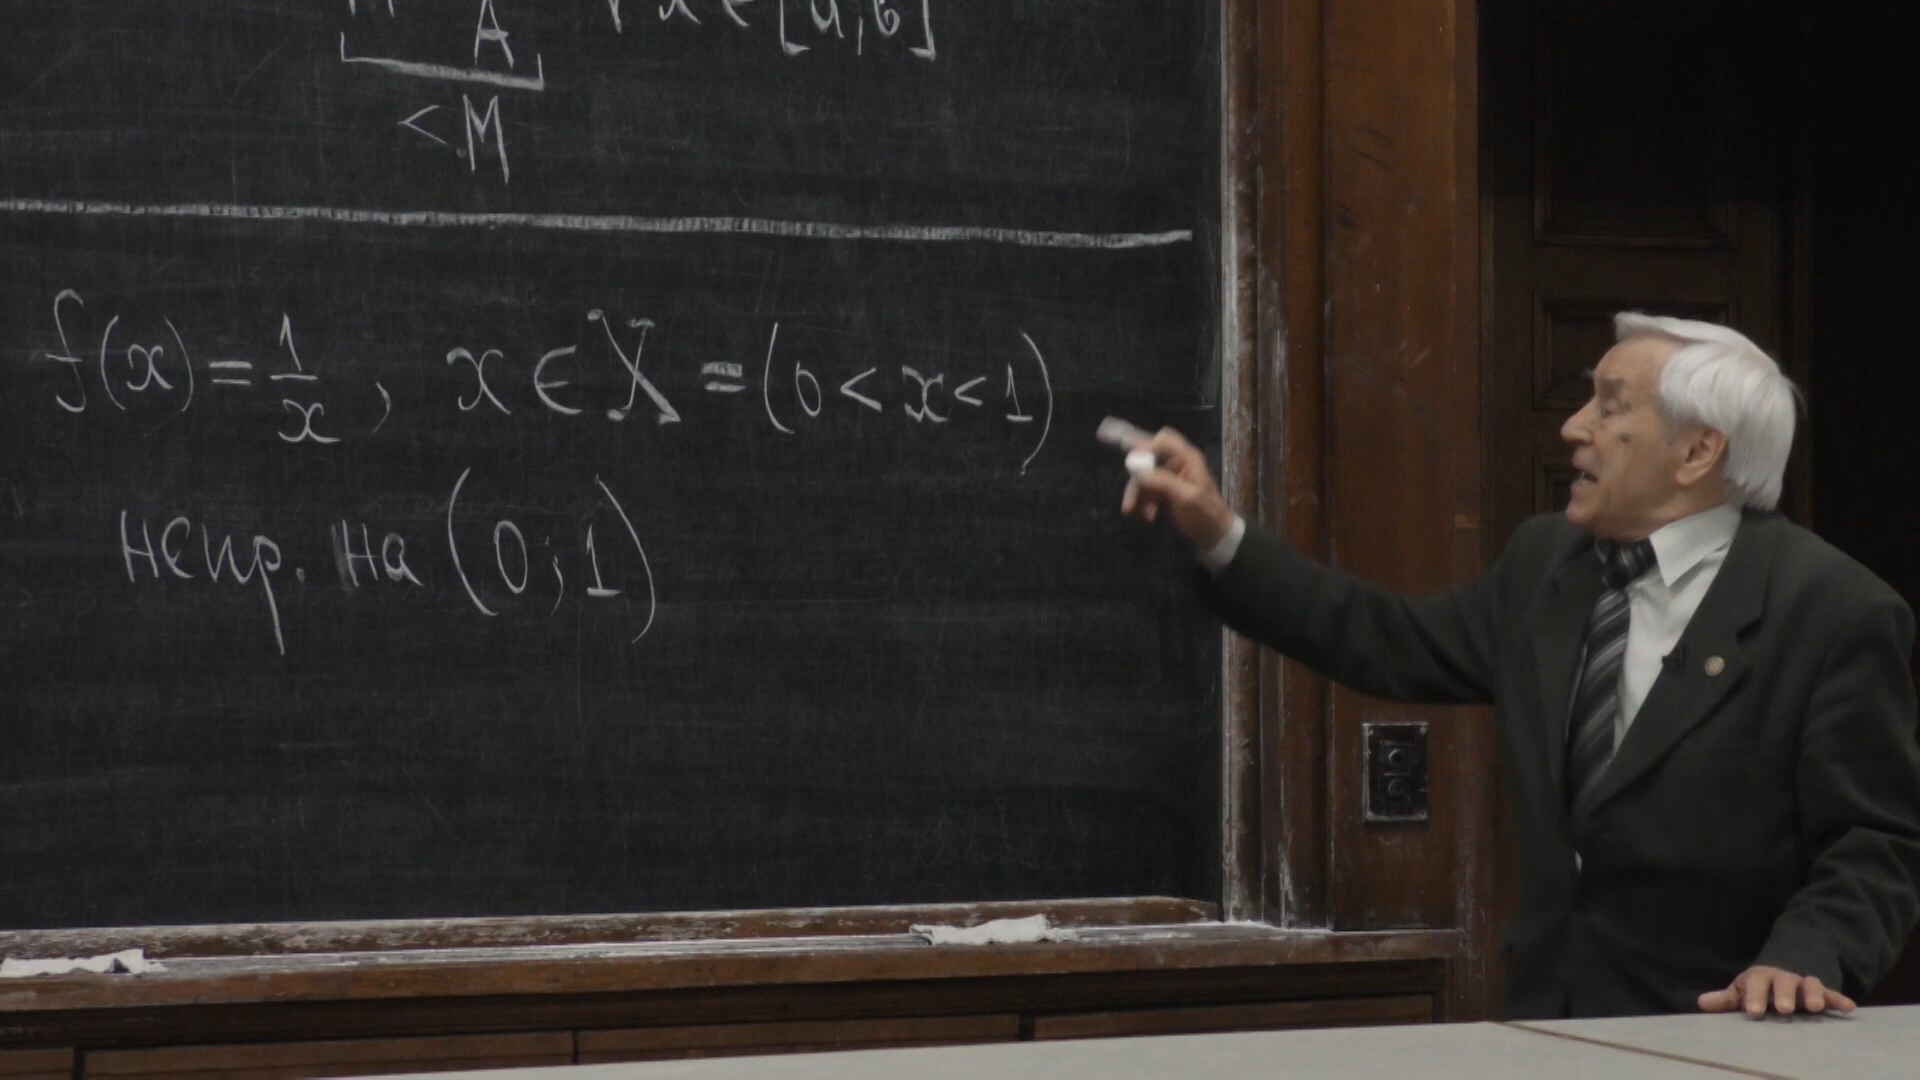 A ∀x∈[a,b]
<M
f(x) = 1/x, x ∈ X = (0 < x < 1)
непр. на (0; 1)